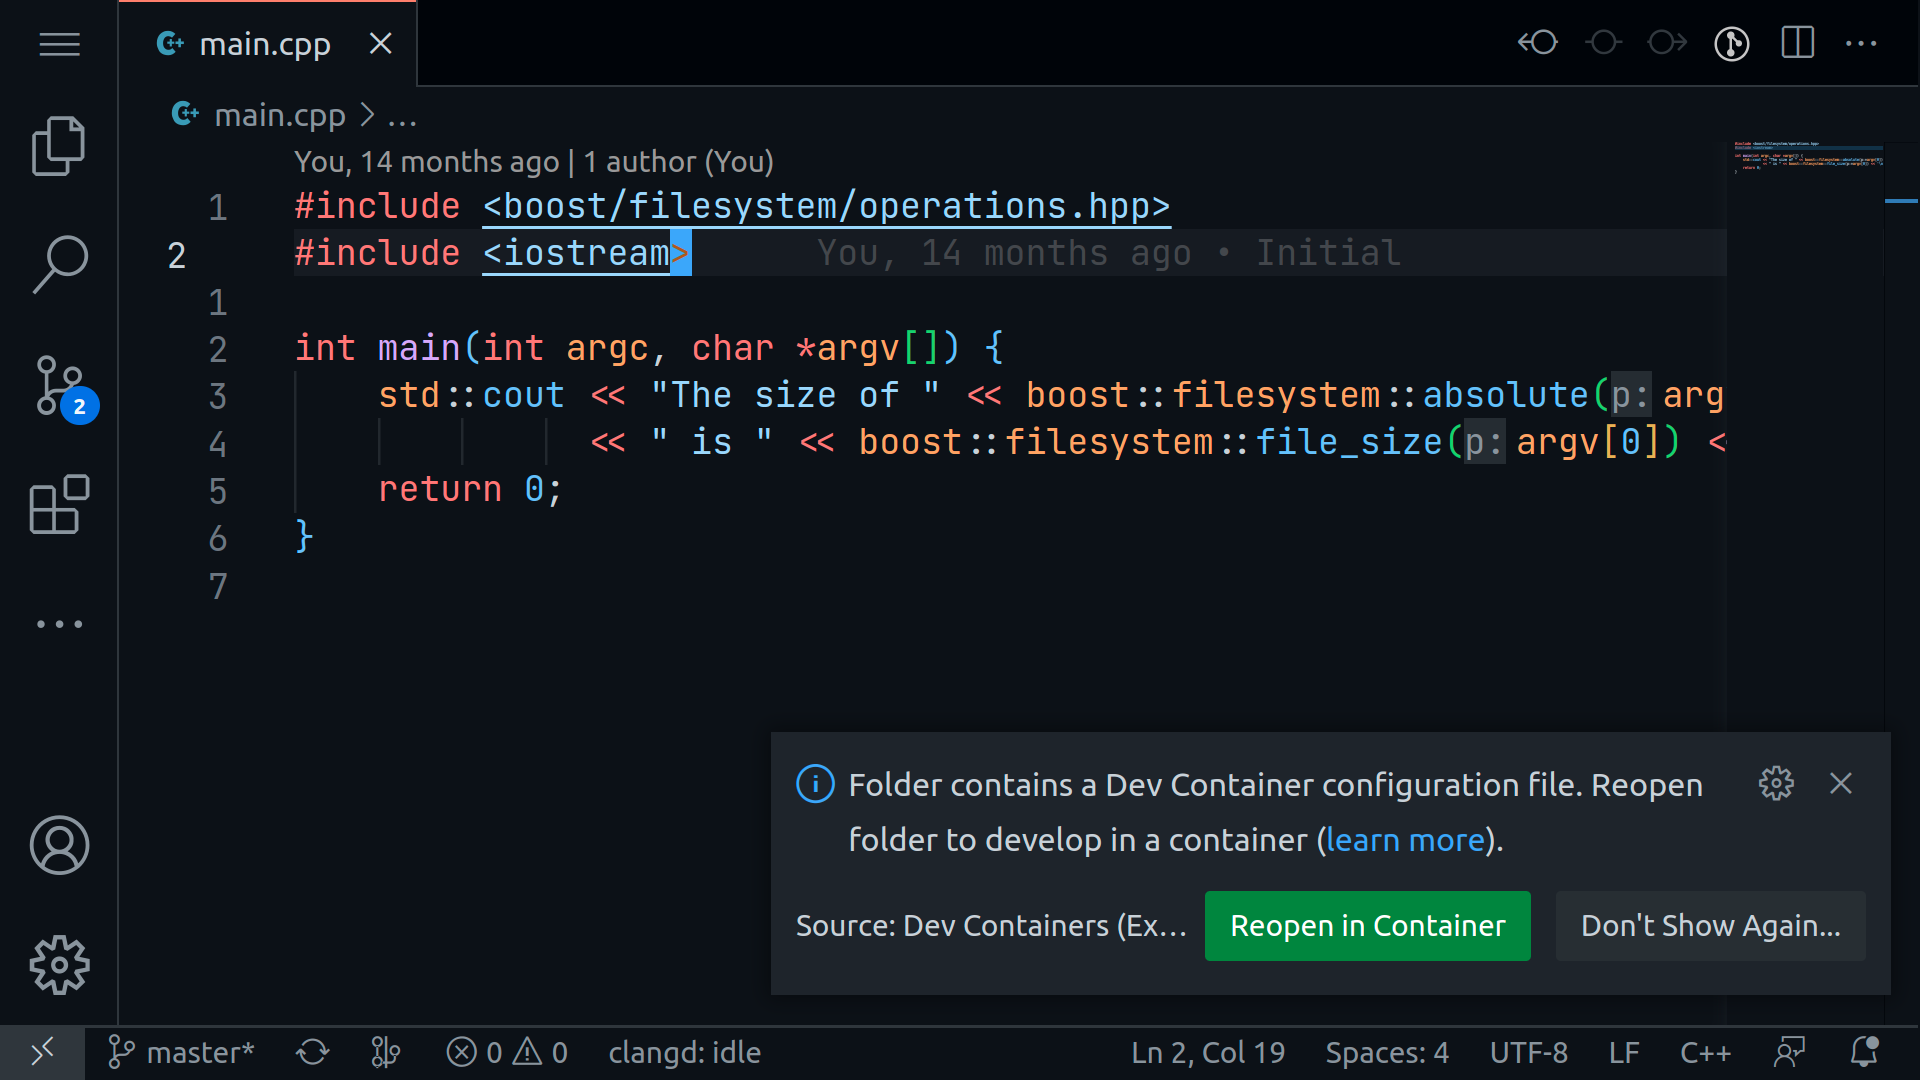 main.cpp
main.cpp > ...
You, 14 months ago | 1 author (You)
1 #include <boost/filesystem/operations.hpp>
2 #include <iostream> You, 14 months ago • Initial
1
2 int main(int argc, char *argv[]) {
3 std::cout << "The size of " << boost::filesystem::absolute(p: arg
4 << " is " << boost::filesystem::file_size(p: argv[0]) <<
5 return 0;
6 }
7
2
Folder contains a Dev Container configuration file. Reopen
folder to develop in a container (learn more).
Source: Dev Containers (Ex...
Reopen in Container
Don't Show Again...
master* 0 0 clangd: idle Ln 2, Col 19 Spaces: 4 UTF-8 LF C++